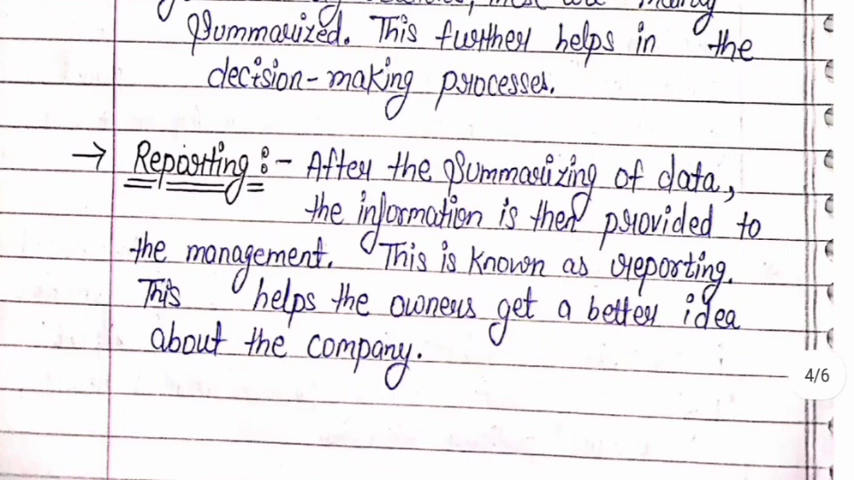 summarized. This further helps in the
decision-making processes.
→ Reporting :- After the summarizing of data,
the information is then provided to
the management. This is known as reporting.
This helps the owners get a better idea
about the company.
4/6